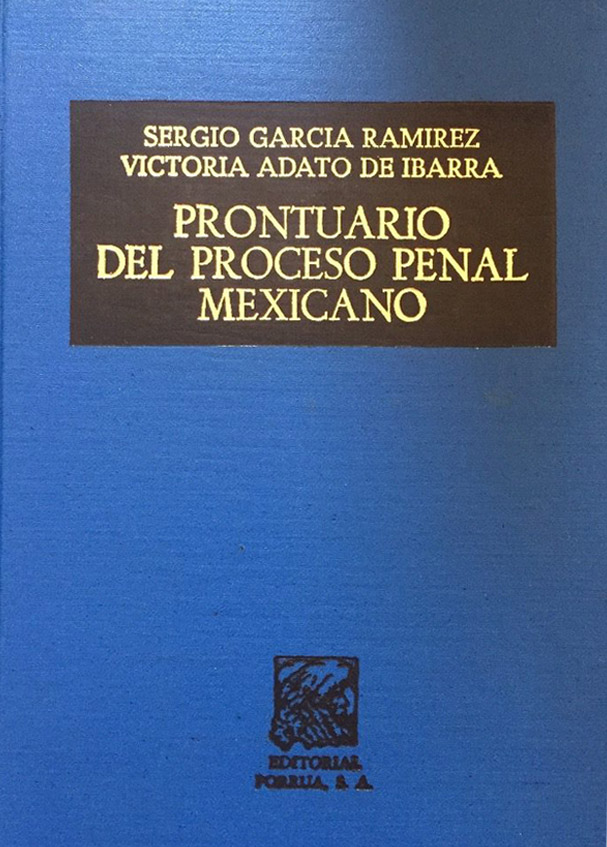 SERGIO GARCIA RAMIREZ
VICTORIA ADATO DE IBARRA
PRONTUARIO
DEL PROCESO PENAL
MEXICANO
EDITORIAL
PORRUA, S. A.